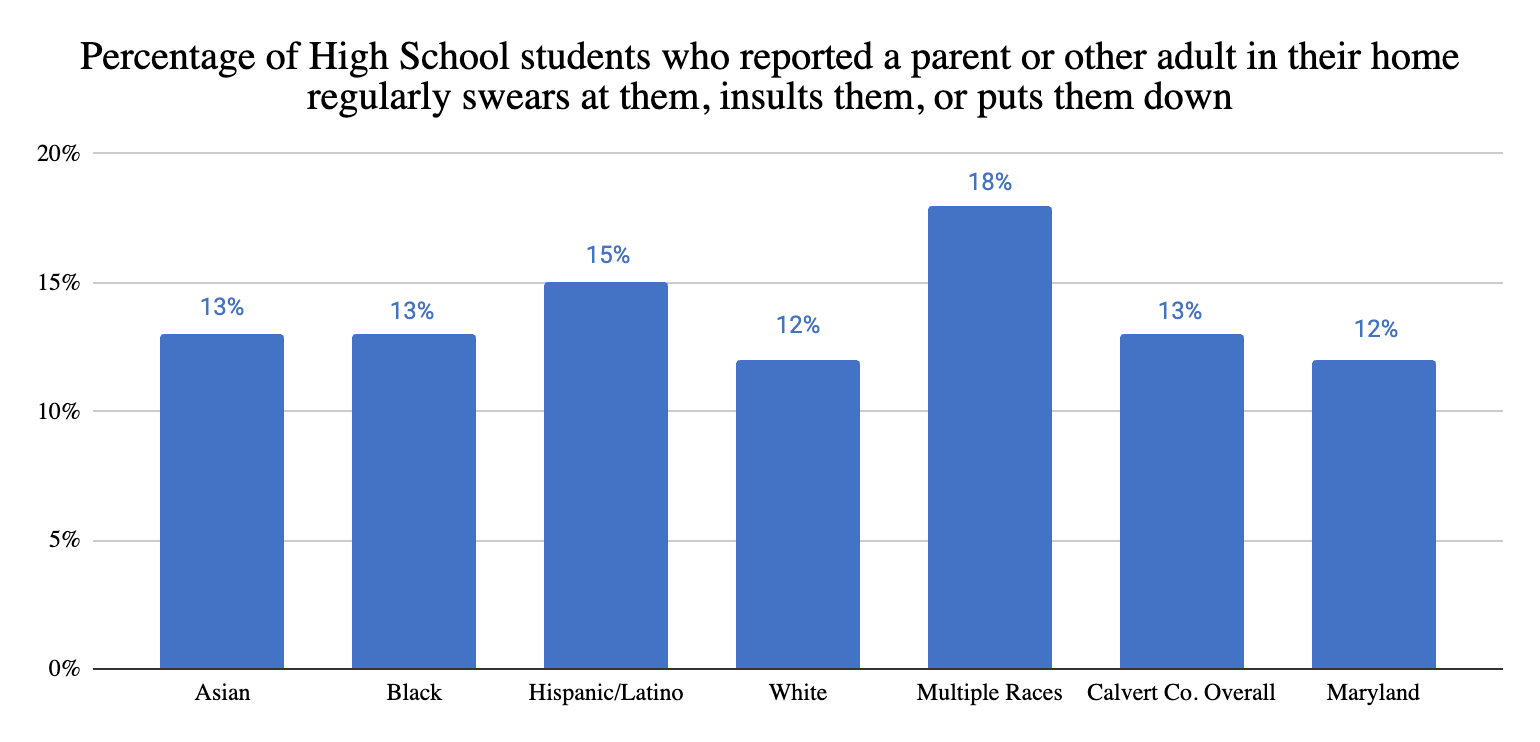 Percentage of High School students who reported a parent or other adult in their home
regularly swears at them, insults them, or puts them down
20%
15%
10%
5%
0%
13%
13%
15%
12%
18%
13%
12%
Asian
Black
Hispanic/Latino
White
Multiple Races
Calvert Co. Overall
Maryland